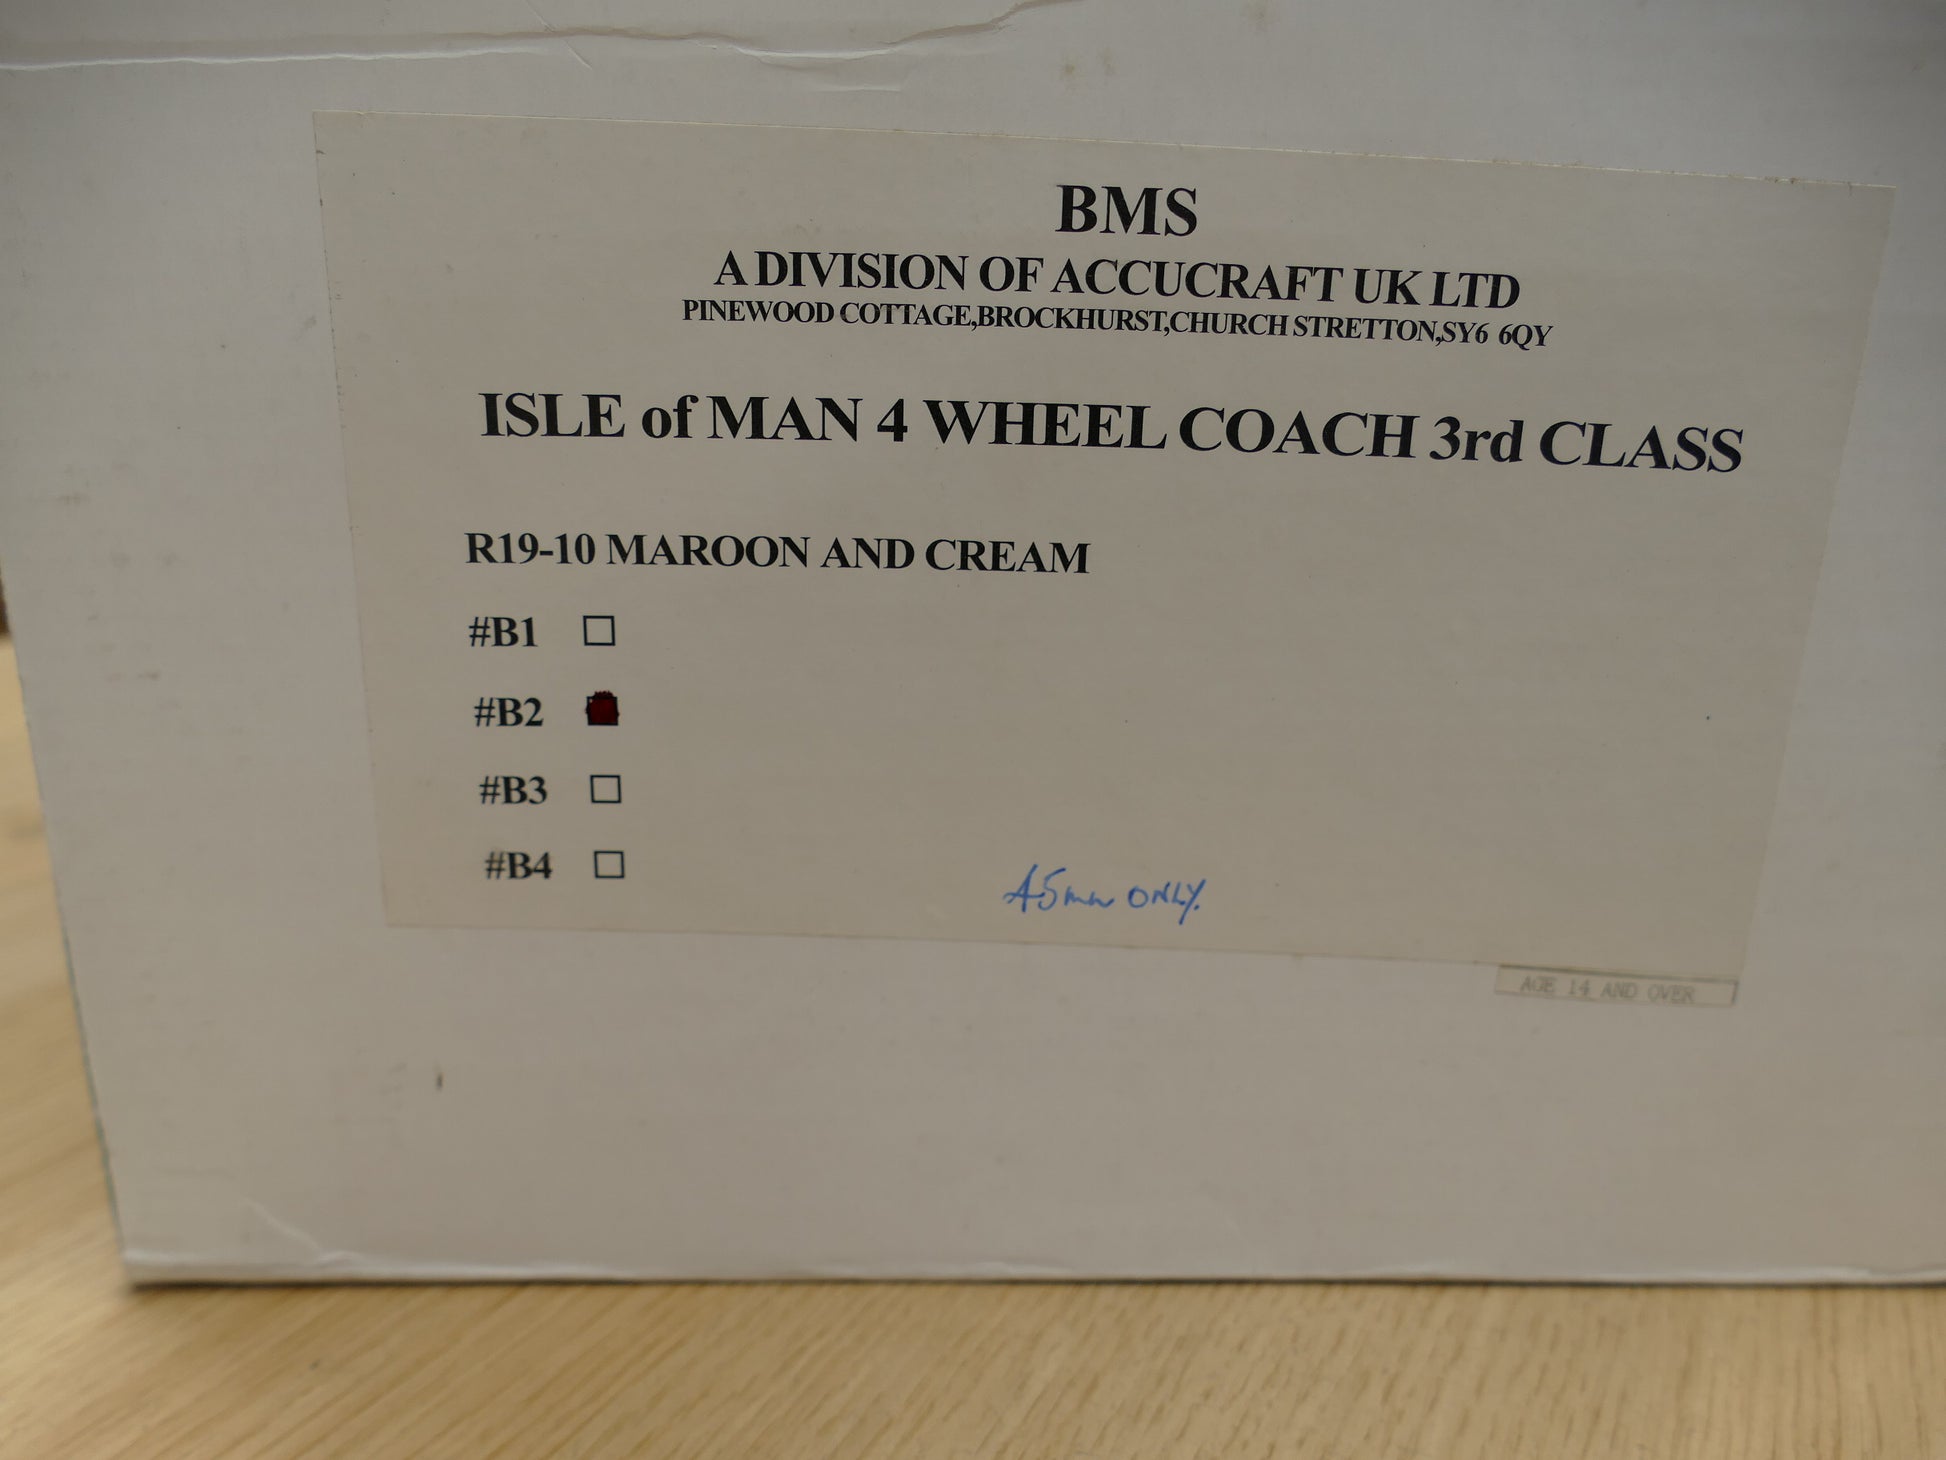 BMS
A DIVISION OF ACCUCRAFT UK LTD
PINEWOOD COTTAGE,BROCKHURST,CHURCH STRETTON,SY6 6QY
ISLE of MAN 4 WHEEL COACH 3rd CLASS
R19-10 MAROON AND CREAM
#B1
#B2
#B3
#B4
45mm ONLY.
AGE 14 AND OVER